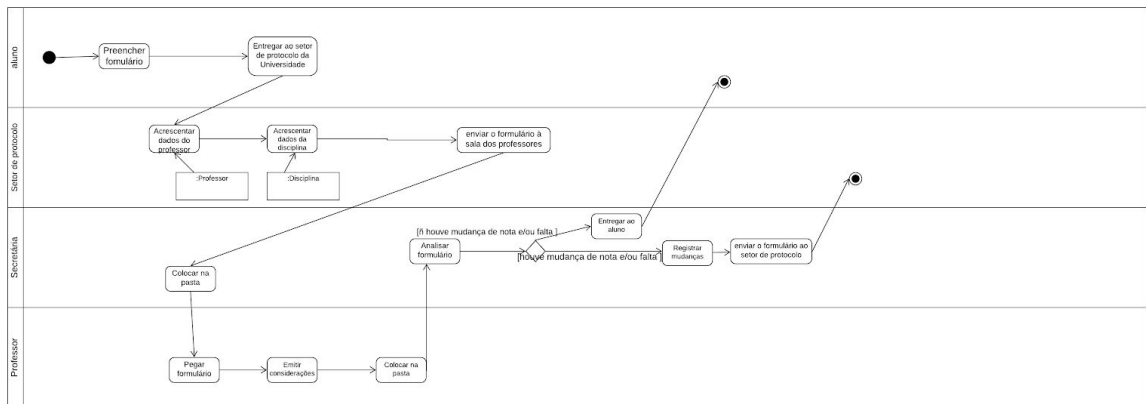 aluno
Preencher
fomulário
Entregar ao setor
de protocolo da
Universidade
Setor de protocolo
Acrescentar
dados do
professor
Acrescentar
dados da
disciplina
enviar o formulário à
sala dos professores
:Professor
:Disciplina
Secretária
Colocar na
pasta
Analisar
formulário
[ñ houve mudança de nota e/ou falta ]
[houve mudança de nota e/ou falta ]
Entregar ao
aluno
Registrar
mudanças
enviar o formulário ao
setor de protocolo
Professor
Pegar
formulário
Emitir
considerações
Colocar na
pasta